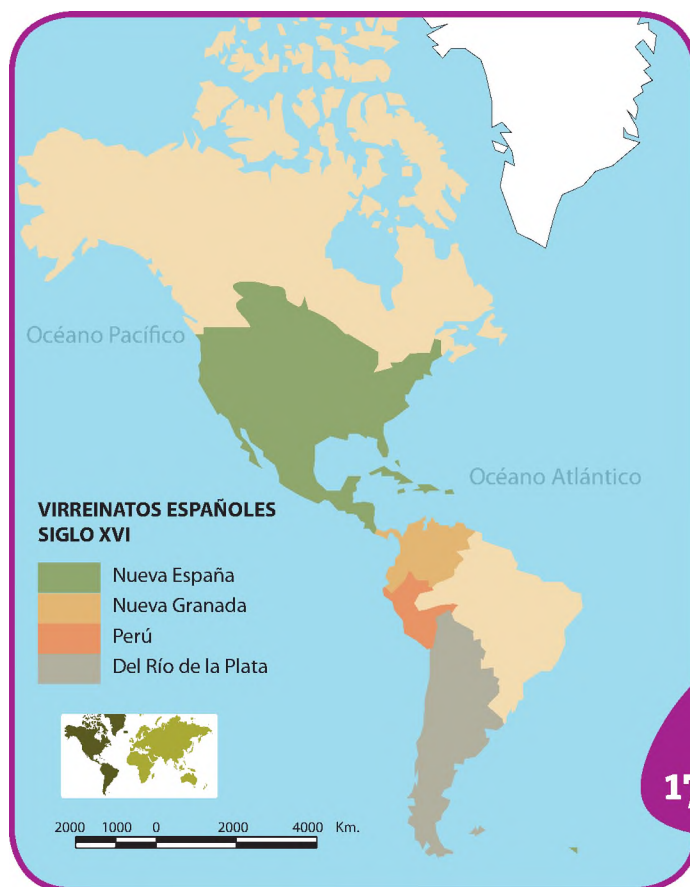 Océano Pacífico
Océano Atlántico
VIRREINATOS ESPAÑOLES
SIGLO XVI
Nueva España
Nueva Granada
Perú
Del Río de la Plata
17
2000 1000 0 2000 4000 Km.